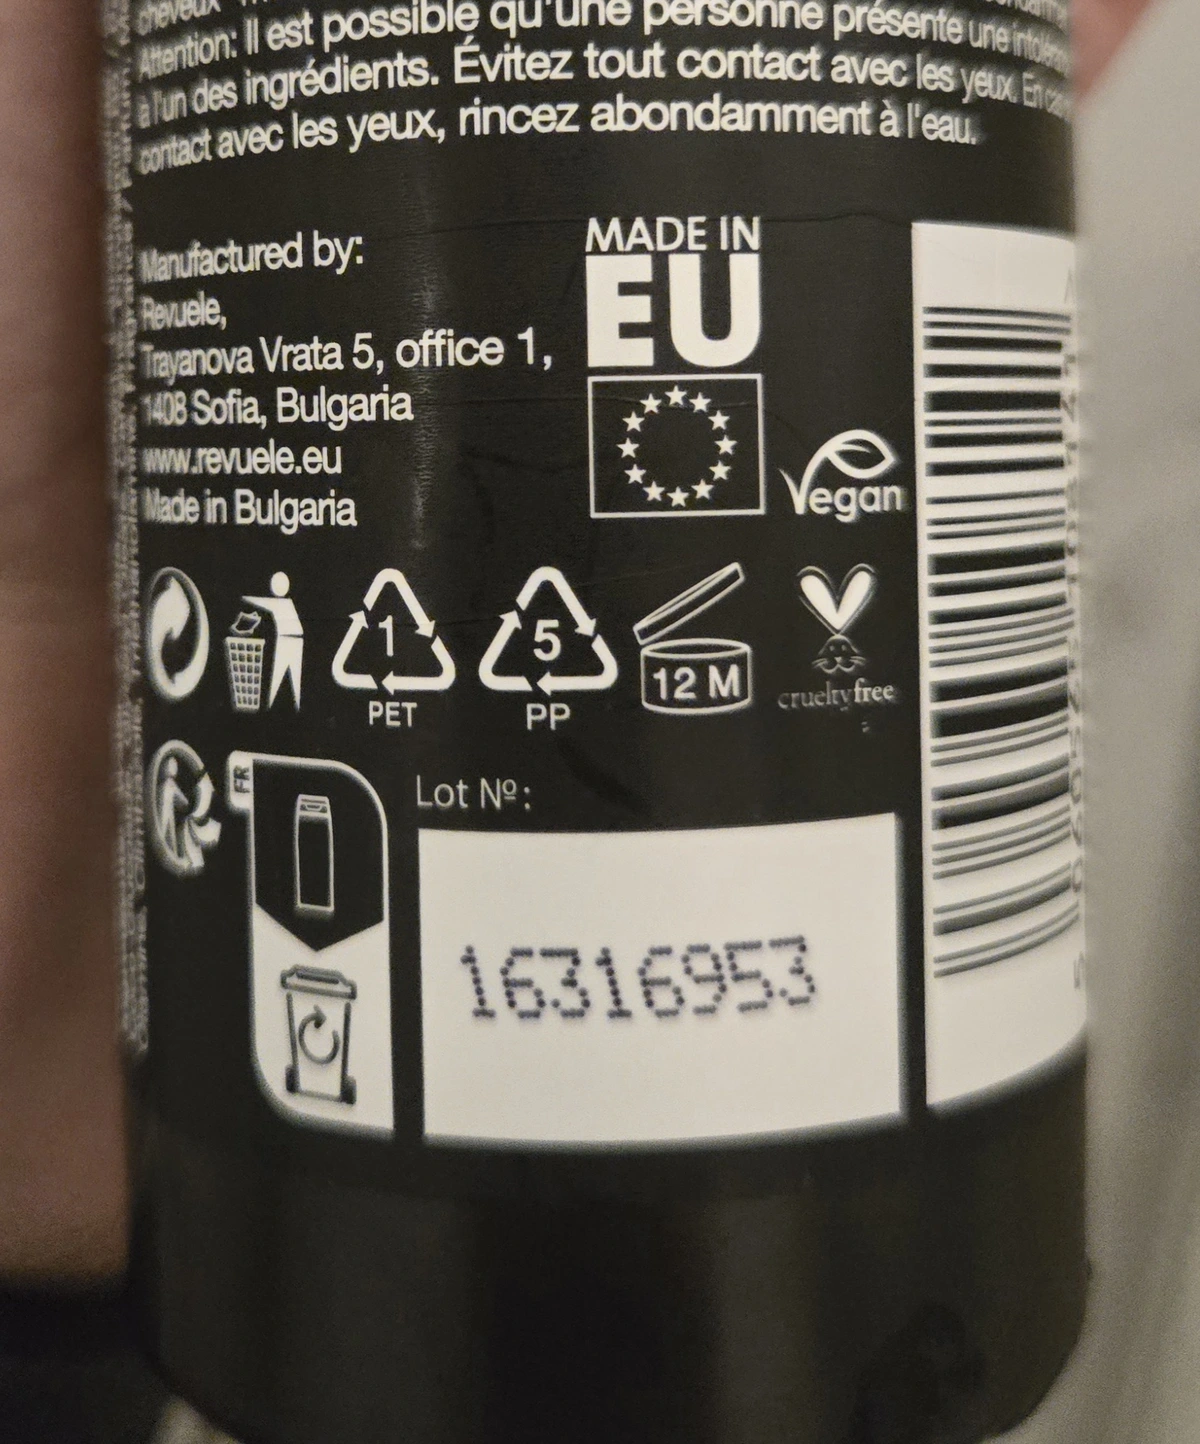 cheveux
Attention: Il est possible qu'une personne présente une
à l'un des ingrédients. Évitez tout contact avec les yeux. En cas
contact avec les yeux, rincez abondamment à l'eau.
Manufactured by:
Revuele,
Trayanova Vrata 5, office 1,
1408 Sofia, Bulgaria
www.revuele.eu
Made in Bulgaria
MADE IN
EU
Vegan
1
PET
5
PP
12 M
cruelty free
FR
Lot Nº:
16316953